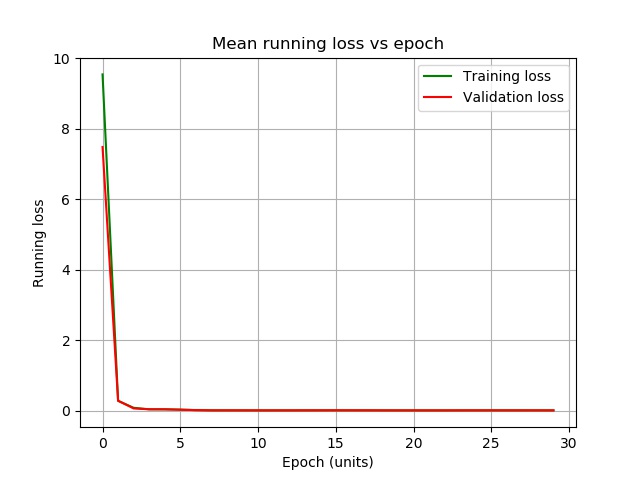 Mean running loss vs epoch
Training loss
Validation loss
10
8
6
4
2
0
Running loss
0 5 10 15 20 25 30
Epoch (units)